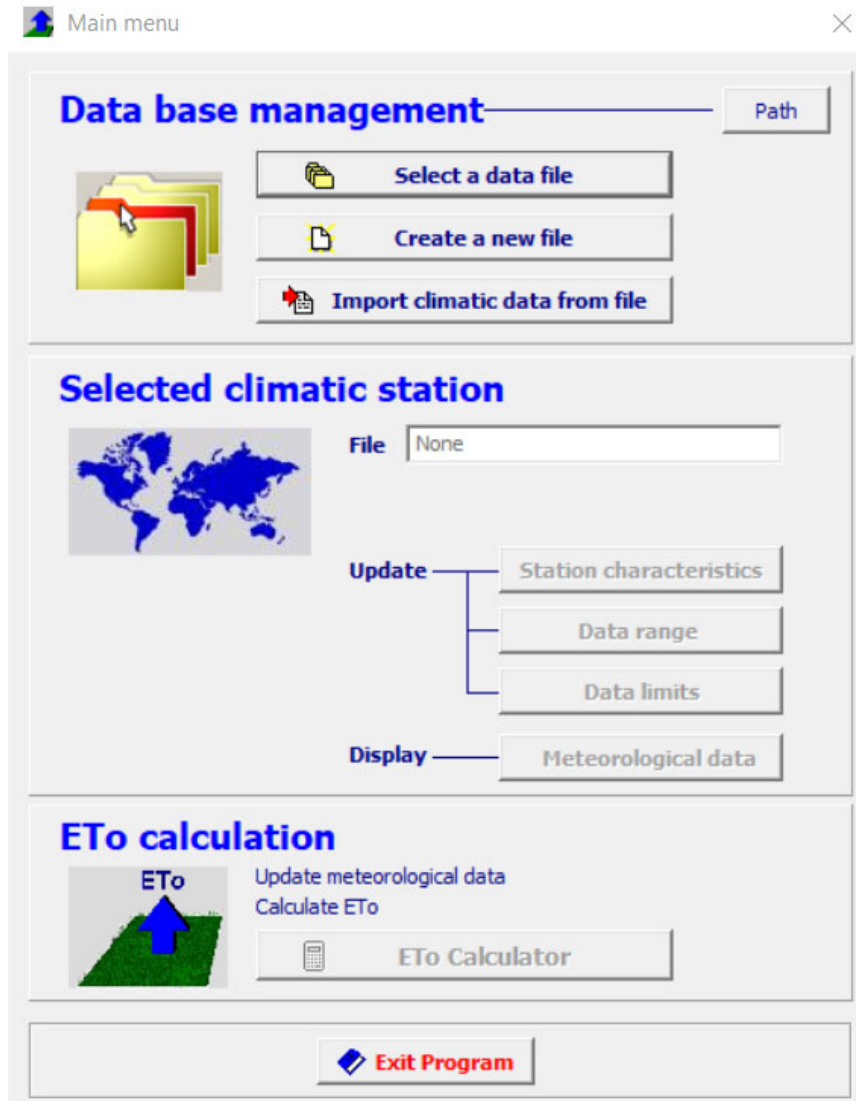 Main menu
Data base management
Path
Select a data file
Create a new file
Import climatic data from file
Selected climatic station
File None
Update Station characteristics
Data range
Data limits
Display Meteorological data
ETo calculation
ETo
Update meteorological data
Calculate ETo
ETo Calculator
Exit Program